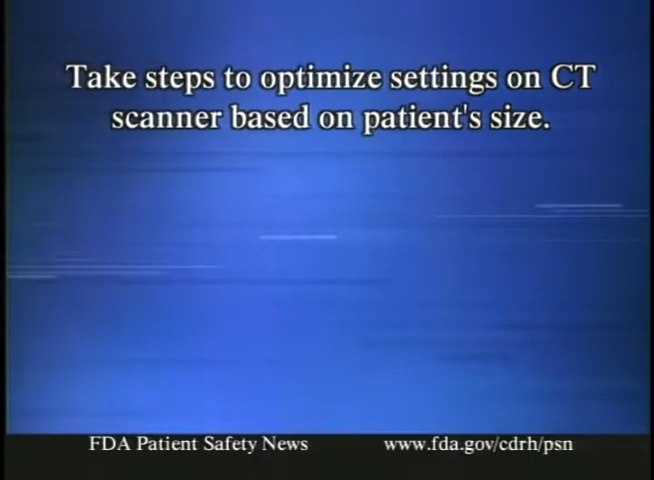 Take steps to optimize settings on CT
scanner based on patient's size.
FDA Patient Safety News www.fda.gov/cdrh/psn